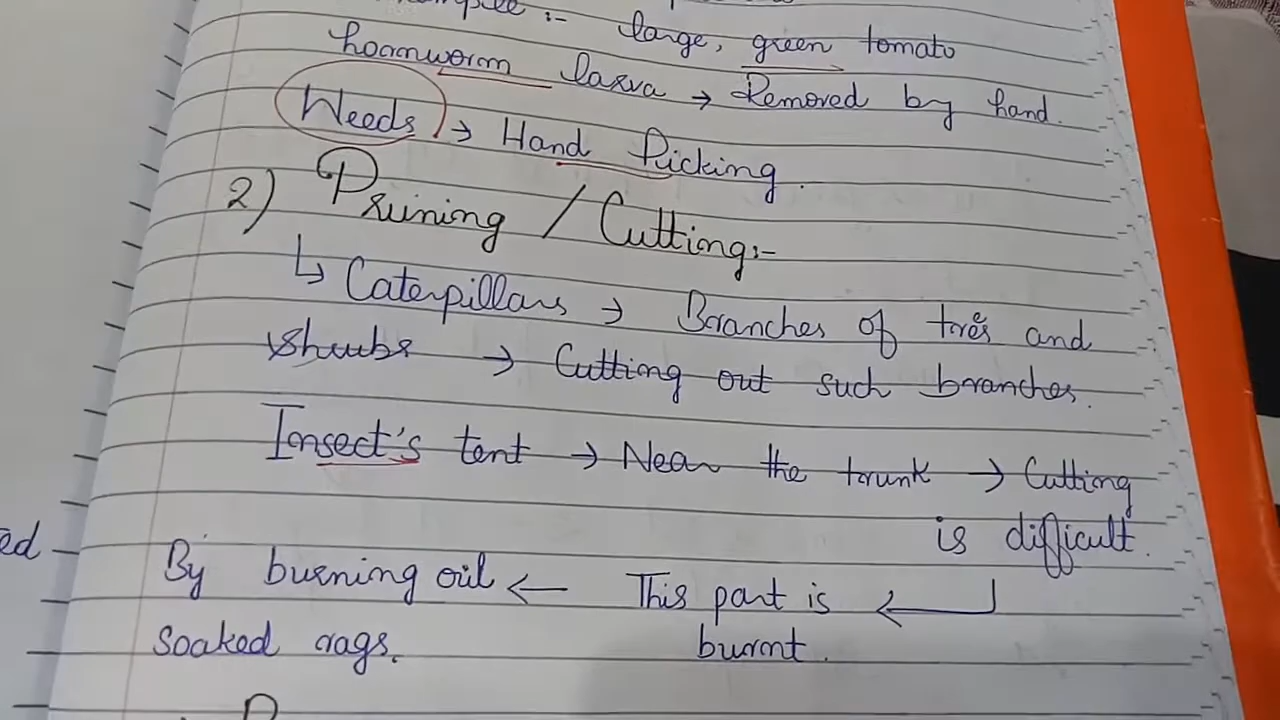 large, green tomato
hornworm larva → Removed by hand.
Weeds → Hand Picking.
2) Pruning / Cutting:-
↳ Caterpillars → Branches of trees and
shrubs → Cutting out such branches.
Insect's tent → Near the trunk → Cutting
is difficult.
By burning oil ← This part is ←
soaked rags. burnt.
ed